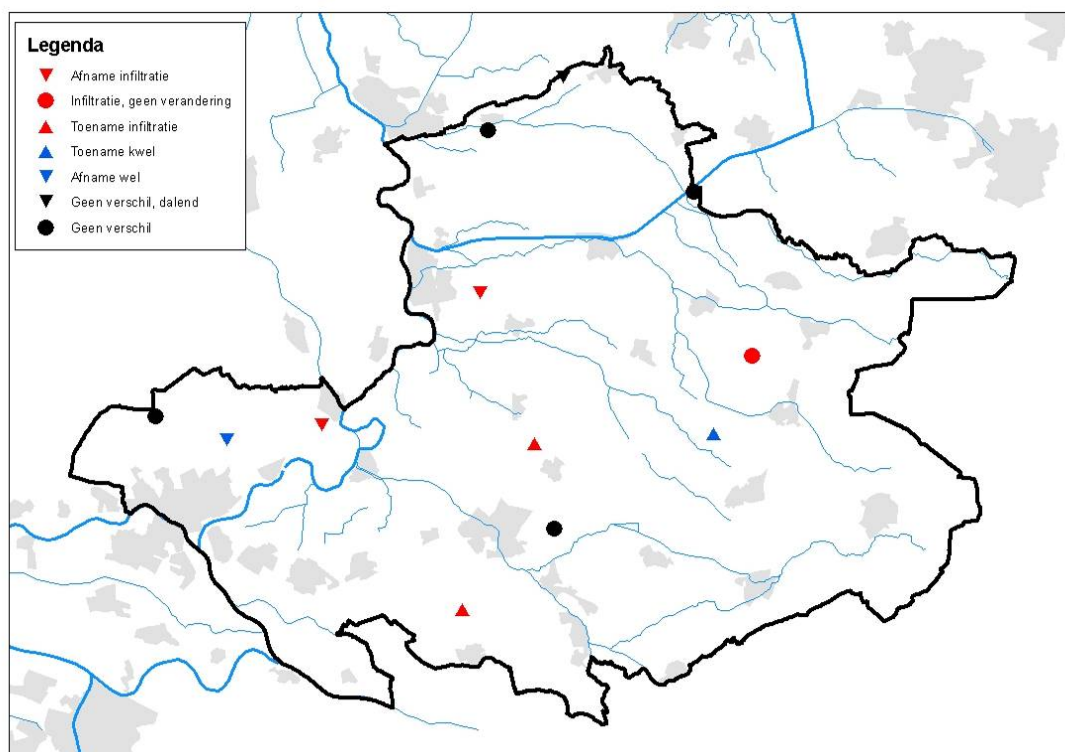 Legenda
Afname infiltratie
Infiltratie, geen verandering
Toename infiltratie
Toename kwel
Afname wel
Geen verschil, dalend
Geen verschil